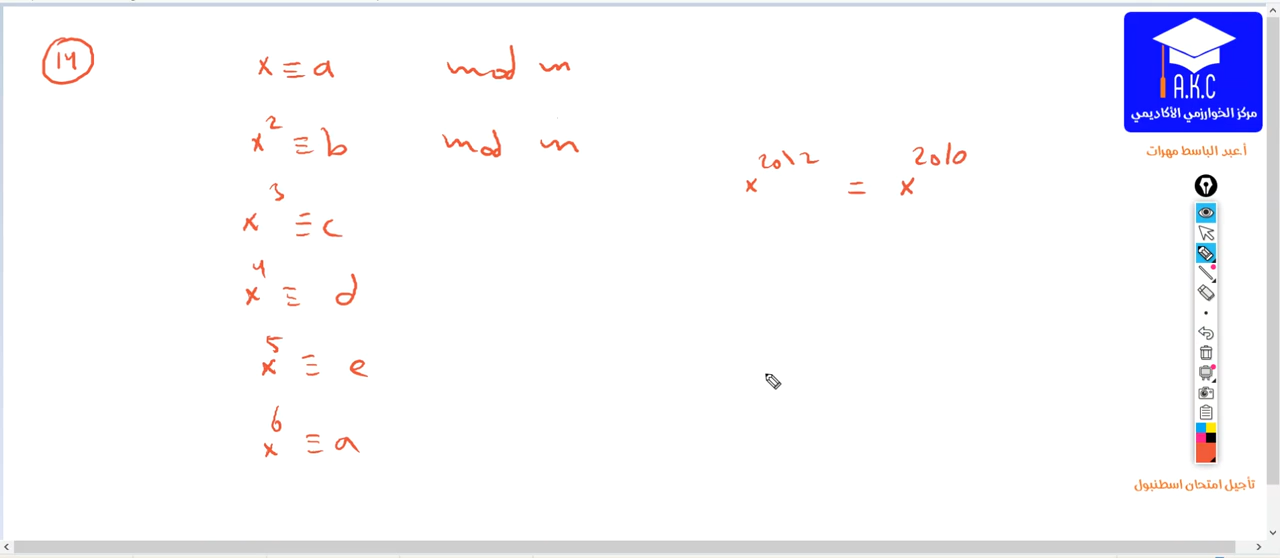 14
x ≡ a mod m
x² ≡ b mod m
x³ ≡ c
x⁴ ≡ d
x⁵ ≡ e
x⁶ ≡ a
x²⁰¹² = x²⁰¹⁰
A.K.C
مركز الخوارزمي الأكاديمي
أ.عبد الباسط مهرات
تأجيل امتحان اسطنبول